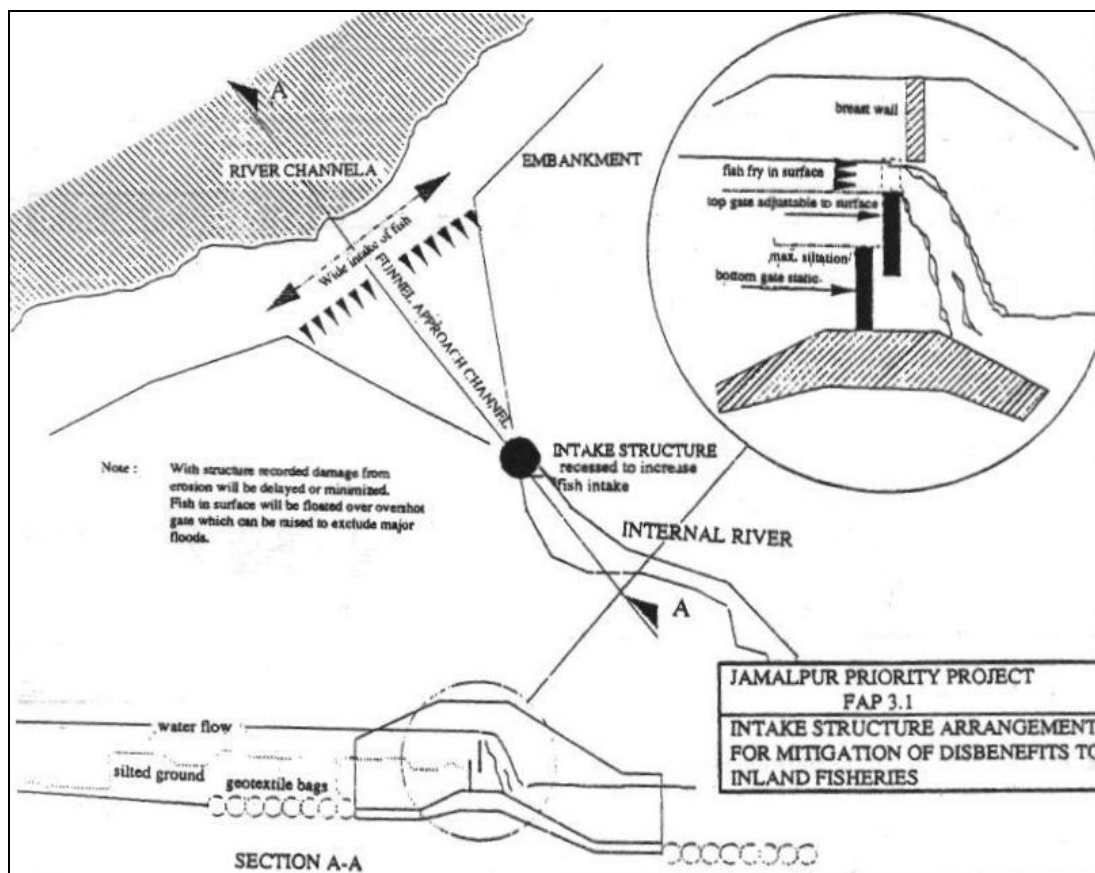 A
RIVER CHANNELA
EMBANKMENT
Wide intake of fish
FUNNEL APPROACH CHANNEL
breast wall
fish fry in surface
top gate adjustable to surface
max. siltation
bottom gate static
INTAKE STRUCTURE
recessed to increase
fish intake
Note : With structure recorded damage from
erosion will be delayed or minimized.
Fish in surface will be floated over overshot
gate which can be raised to exclude major
floods.
INTERNAL RIVER
A
water flow
silted ground
geotextile bags
SECTION A-A
JAMALPUR PRIORITY PROJECT
FAP 3.1
INTAKE STRUCTURE ARRANGEMENT
FOR MITIGATION OF DISBENEFITS TO
INLAND FISHERIES